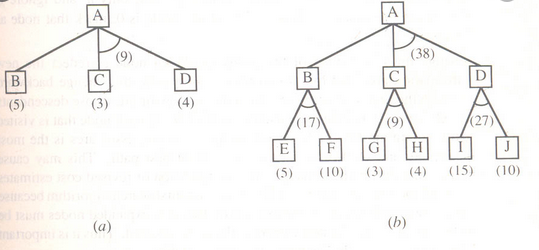 A
(9)
B C D
(5) (3) (4)
(a)
A
(38)
B C D
(17) (9) (27)
E F G H I J
(5) (10) (3) (4) (15) (10)
(b)